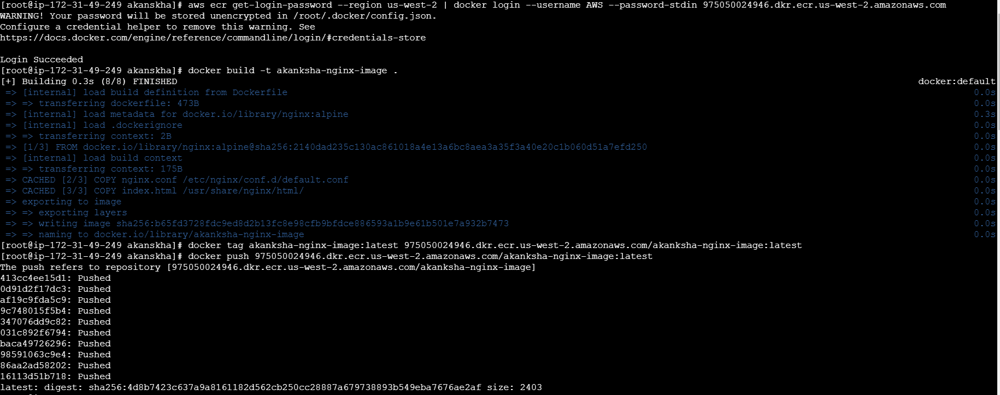 [root@ip-172-31-49-249 akanskha]# aws ecr get-login-password --region us-west-2 | docker login --username AWS --password-stdin 975050024946.dkr.ecr.us-west-2.amazonaws.com
WARNING! Your password will be stored unencrypted in /root/.docker/config.json.
Configure a credential helper to remove this warning. See
https://docs.docker.com/engine/reference/commandline/login/#credentials-store
Login Succeeded
[root@ip-172-31-49-249 akanskha]# docker build -t akanksha-nginx-image .
[+] Building 0.3s (8/8) FINISHED docker:default
=> [internal] load build definition from Dockerfile 0.0s
=> => transferring dockerfile: 473B 0.0s
=> [internal] load metadata for docker.io/library/nginx:alpine 0.3s
=> [internal] load .dockerignore 0.0s
=> => transferring context: 2B 0.0s
=> [1/3] FROM docker.io/library/nginx:alpine@sha256:2140dad235c130ac861018a4e13a6bc8aea3a35f3a40e20c1b060d51a7efd250 0.0s
=> [internal] load build context 0.0s
=> => transferring context: 175B 0.0s
=> CACHED [2/3] COPY nginx.conf /etc/nginx/conf.d/default.conf 0.0s
=> CACHED [3/3] COPY index.html /usr/share/nginx/html/ 0.0s
=> exporting to image 0.0s
=> => exporting layers 0.0s
=> => writing image sha256:b65fd3728fdc9ed8d2b13fc8e98cfb9bfdce886593a1b9e61b501e7a932b7473 0.0s
=> => naming to docker.io/library/akanksha-nginx-image 0.0s
[root@ip-172-31-49-249 akanskha]# docker tag akanksha-nginx-image:latest 975050024946.dkr.ecr.us-west-2.amazonaws.com/akanksha-nginx-image:latest
[root@ip-172-31-49-249 akanskha]# docker push 975050024946.dkr.ecr.us-west-2.amazonaws.com/akanksha-nginx-image:latest
The push refers to repository [975050024946.dkr.ecr.us-west-2.amazonaws.com/akanksha-nginx-image]
413cc4ee15d1: Pushed
0d91d2f17dc3: Pushed
af19c9fda5c9: Pushed
9c748015f5b4: Pushed
347076dd9c82: Pushed
031c892f6794: Pushed
baca49726296: Pushed
98591063c9e4: Pushed
86aa2ad58202: Pushed
16113d51b718: Pushed
latest: digest: sha256:4d8b7423c637a9a8161182d562cb250cc28887a679738893b549eba7676ae2af size: 2403